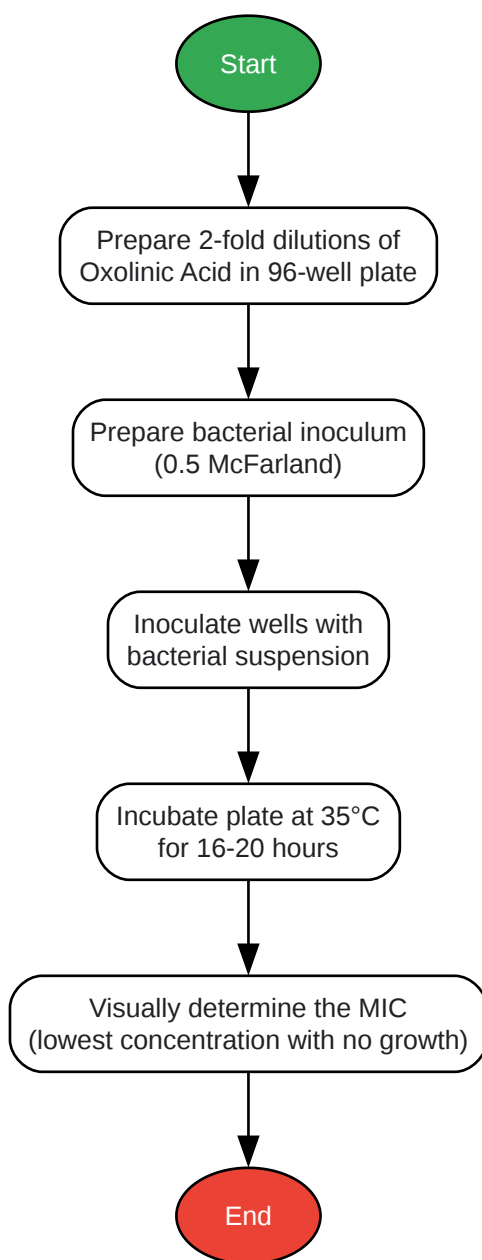 Start
Prepare 2-fold dilutions of
Oxolinic Acid in 96-well plate
Prepare bacterial inoculum
(0.5 McFarland)
Inoculate wells with
bacterial suspension
Incubate plate at 35°C
for 16-20 hours
Visually determine the MIC
(lowest concentration with no growth)
End